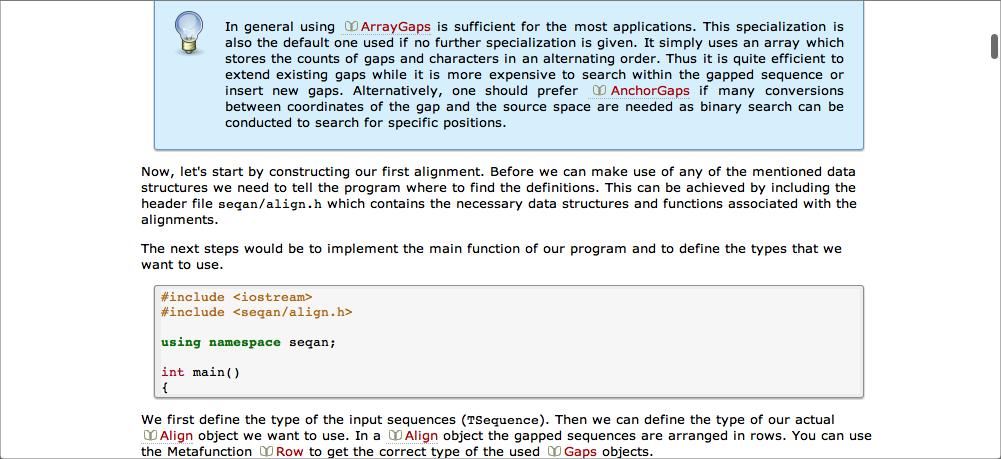 In general using ArrayGaps is sufficient for the most applications. This specialization is
also the default one used if no further specialization is given. It simply uses an array which
stores the counts of gaps and characters in an alternating order. Thus it is quite efficient to
extend existing gaps while it is more expensive to search within the gapped sequence or
insert new gaps. Alternatively, one should prefer AnchorGaps if many conversions
between coordinates of the gap and the source space are needed as binary search can be
conducted to search for specific positions.
Now, let's start by constructing our first alignment. Before we can make use of any of the mentioned data
structures we need to tell the program where to find the definitions. This can be achieved by including the
header file seqan/align.h which contains the necessary data structures and functions associated with the
alignments.
The next steps would be to implement the main function of our program and to define the types that we
want to use.
#include <iostream>
#include <seqan/align.h>
using namespace seqan;
int main()
{
We first define the type of the input sequences (TSequence). Then we can define the type of our actual
Align object we want to use. In a Align object the gapped sequences are arranged in rows. You can use
the Metafunction Row to get the correct type of the used Gaps objects.